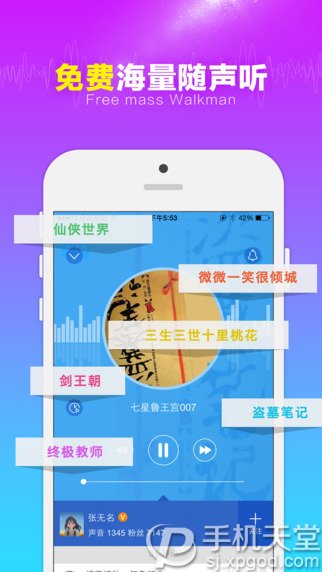 免费海量随声听
Free mass Walkman
下午5:53
42%
仙侠世界
微微一笑很倾城
三生三世十里桃花
剑王朝
七星鲁王宫007
盗墓笔记
终极教师
张无名
声音 1345 粉丝 7147
手机天堂
sj.xpgod.com